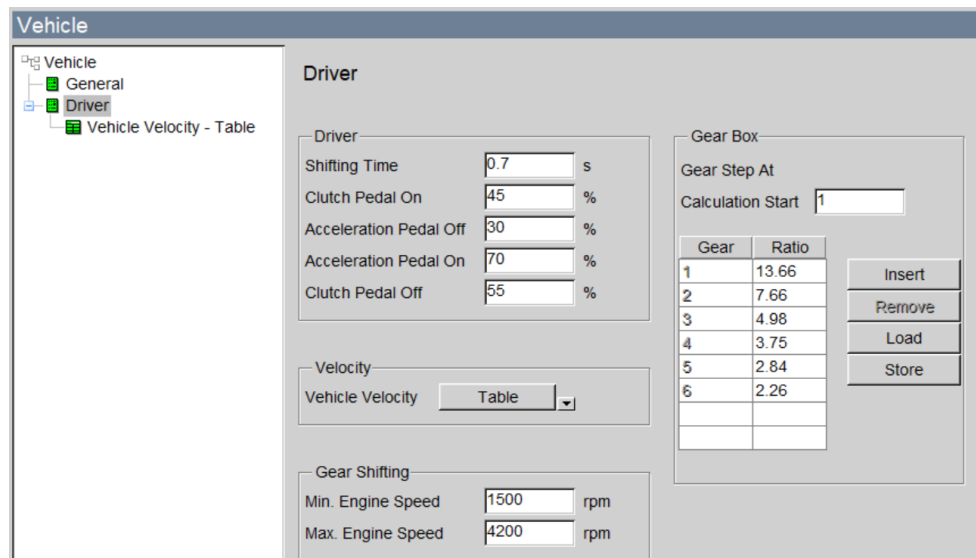 Vehicle
Vehicle
General
Driver
Vehicle Velocity - Table
Driver
Driver
Shifting Time 0.7 s
Clutch Pedal On 45 %
Acceleration Pedal Off 30 %
Acceleration Pedal On 70 %
Clutch Pedal Off 55 %
Velocity
Vehicle Velocity Table
Gear Shifting
Min. Engine Speed 1500 rpm
Max. Engine Speed 4200 rpm
Gear Box
Gear Step At
Calculation Start 1
Gear Ratio
1 13.66
2 7.66
3 4.98
4 3.75
5 2.84
6 2.26
Insert
Remove
Load
Store